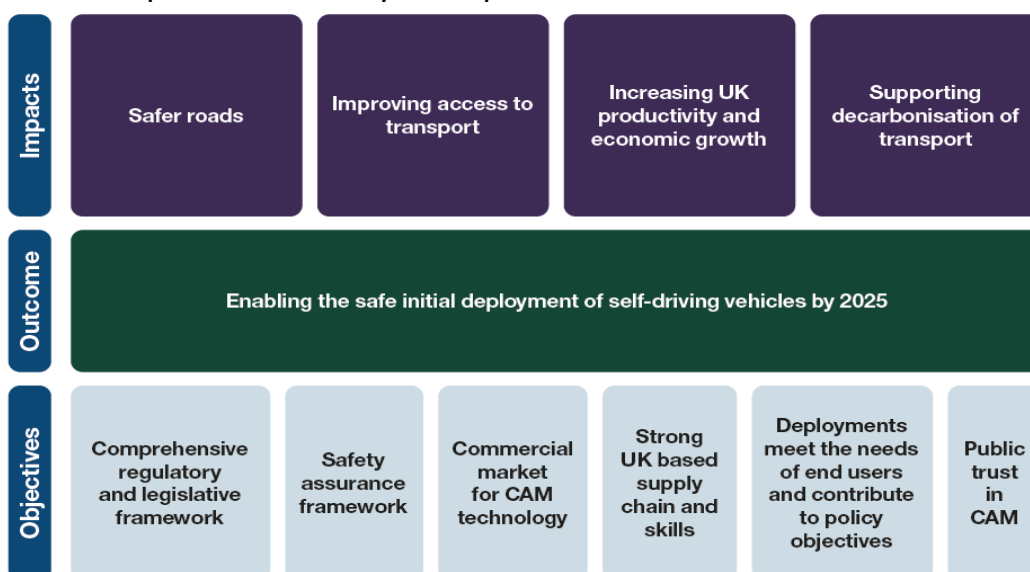 Impacts
Safer roads
Improving access to
transport
Increasing UK
productivity and
economic growth
Supporting
decarbonisation of
transport
Outcome
Enabling the safe initial deployment of self-driving vehicles by 2025
Objectives
Comprehensive
regulatory
and legislative
framework
Safety
assurance
framework
Commercial
market
for CAM
technology
Strong
UK based
supply
chain and
skills
Deployments
meet the needs
of end users
and contribute
to policy
objectives
Public
trust
in
CAM